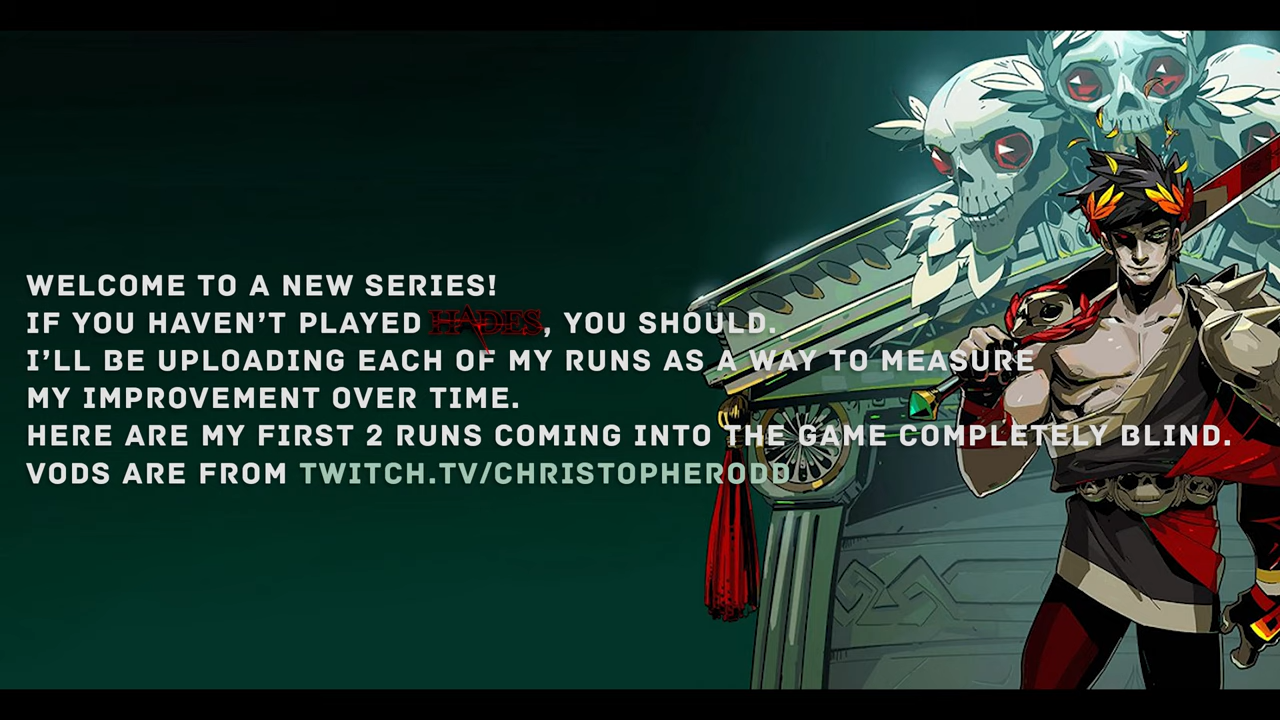 WELCOME TO A NEW SERIES!
IF YOU HAVEN'T PLAYED HADES, YOU SHOULD.
I'LL BE UPLOADING EACH OF MY RUNS AS A WAY TO MEASURE
MY IMPROVEMENT OVER TIME.
HERE ARE MY FIRST 2 RUNS COMING INTO THE GAME COMPLETELY BLIND.
VODS ARE FROM TWITCH.TV/CHRISTOPHERODD